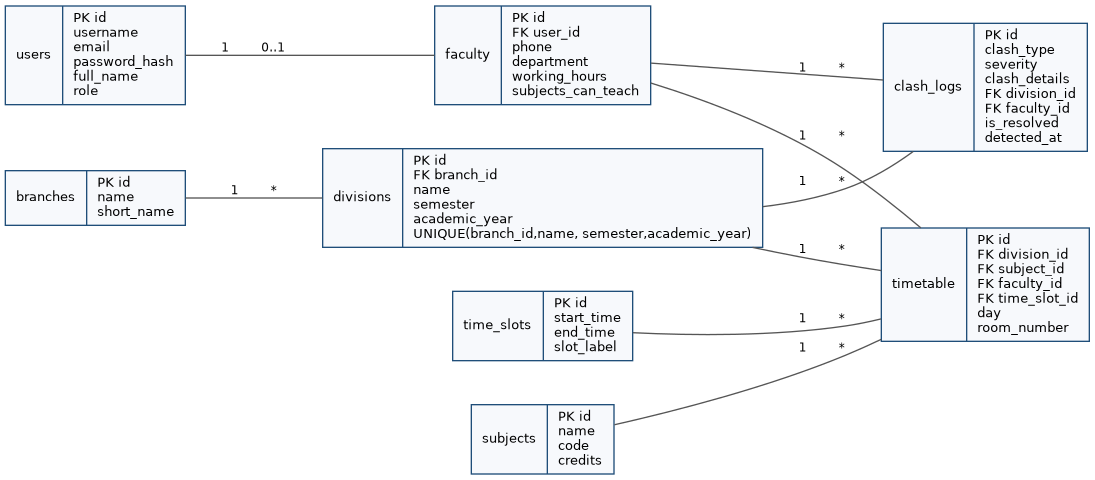 users
PK id
username
email
password_hash
full_name
role
1
0..1
faculty
PK id
FK user_id
phone
department
working_hours
subjects_can_teach
1
*
clash_logs
PK id
clash_type
severity
clash_details
FK division_id
FK faculty_id
is_resolved
detected_at
1
*
branches
PK id
name
short_name
1
*
divisions
PK id
FK branch_id
name
semester
academic_year
UNIQUE(branch_id,name, semester,academic_year)
1
*
1
*
timetable
PK id
FK division_id
FK subject_id
FK faculty_id
FK time_slot_id
day
room_number
time_slots
PK id
start_time
end_time
slot_label
1
*
1
*
subjects
PK id
name
code
credits